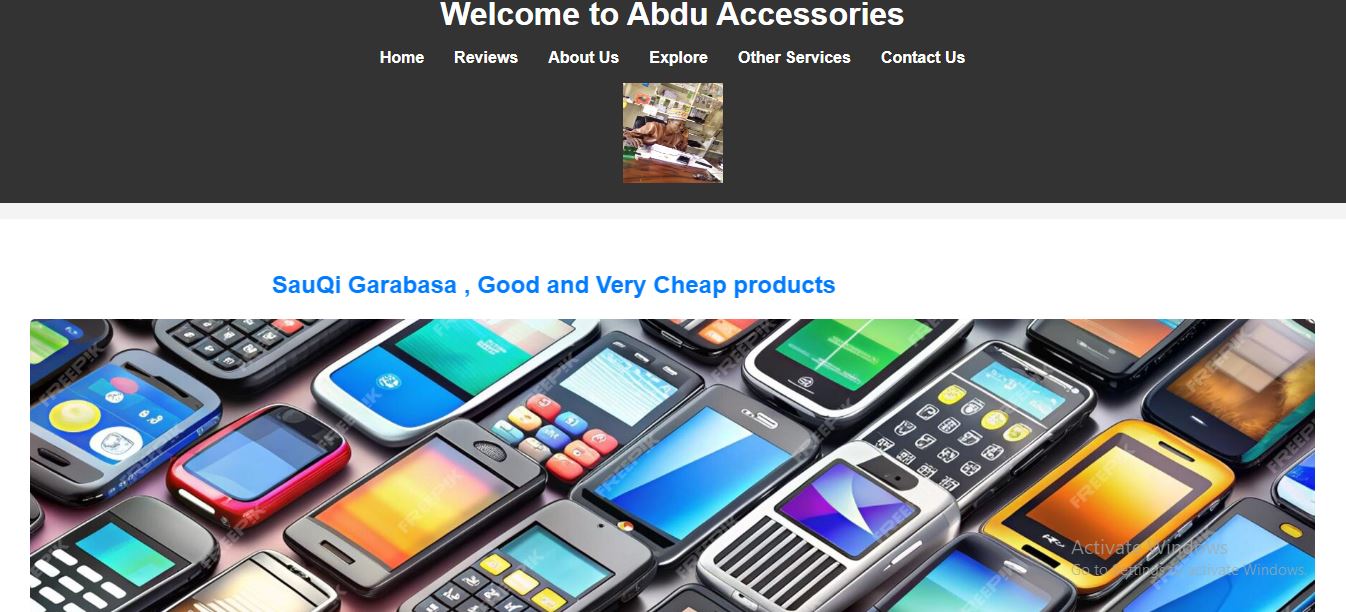 Welcome to Abdu Accessories
Home Reviews About Us Explore Other Services Contact Us
SauQi Garabasa , Good and Very Cheap products
FREEPIK
Activate Windows
Go to Settings to activate Windows.